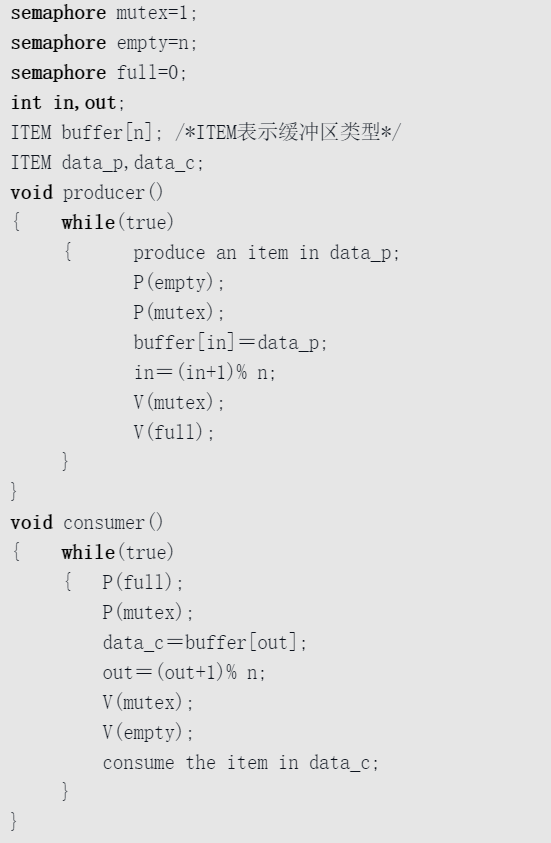 semaphore mutex=1;
semaphore empty=n;
semaphore full=0;
int in,out;
ITEM buffer[n]; /*ITEM表示缓冲区类型*/
ITEM data_p,data_c;
void producer()
{ while(true)
{ produce an item in data_p;
P(empty);
P(mutex);
buffer[in]=data_p;
in=(in+1)% n;
V(mutex);
V(full);
}
}
void consumer()
{ while(true)
{ P(full);
P(mutex);
data_c=buffer[out];
out=(out+1)% n;
V(mutex);
V(empty);
consume the item in data_c;
}
}